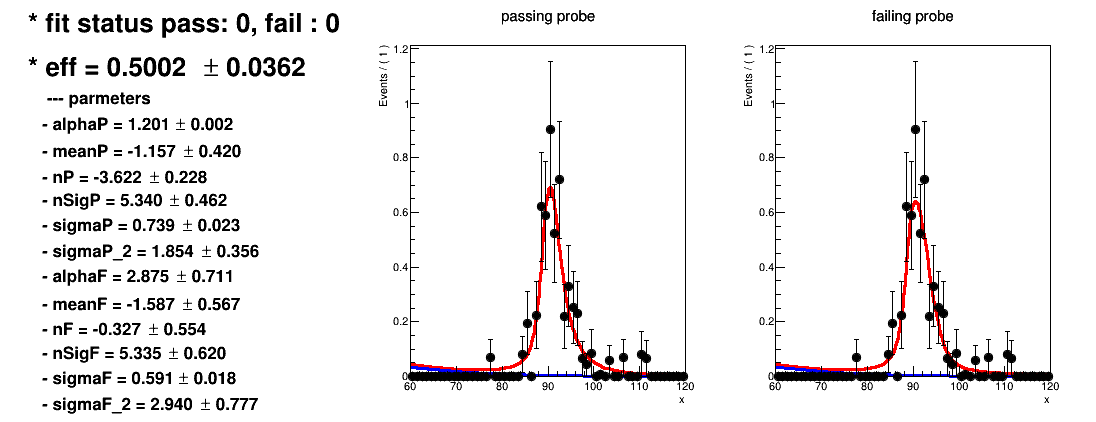 * fit status pass: 0, fail : 0
* eff = 0.5002 ± 0.0362
--- parmeters
- alphaP = 1.201 ± 0.002
- meanP = -1.157 ± 0.420
- nP = -3.622 ± 0.228
- nSigP = 5.340 ± 0.462
- sigmaP = 0.739 ± 0.023
- sigmaP_2 = 1.854 ± 0.356
- alphaF = 2.875 ± 0.711
- meanF = -1.587 ± 0.567
- nF = -0.327 ± 0.554
- nSigF = 5.335 ± 0.620
- sigmaF = 0.591 ± 0.018
- sigmaF_2 = 2.940 ± 0.777
passing probe
Events / ( 1 )
1.2
1
0.8
0.6
0.4
0.2
0
60 70 80 90 100 110 120
x
failing probe
Events / ( 1 )
1.2
1
0.8
0.6
0.4
0.2
0
60 70 80 90 100 110 120
x